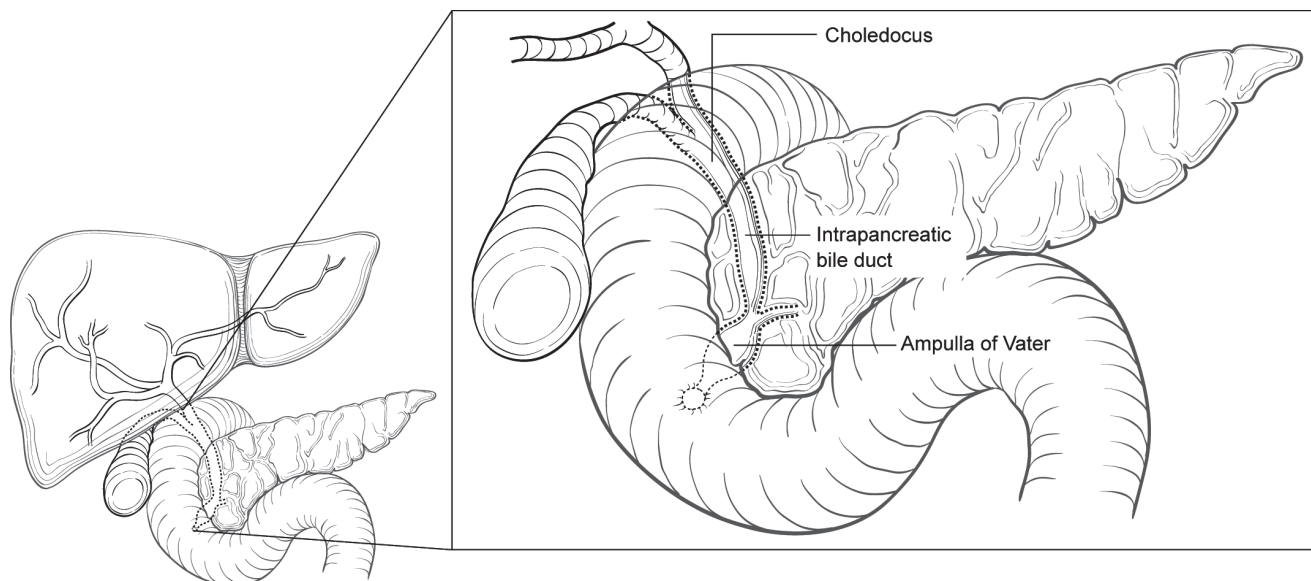 Choledocus
Intrapancreatic
bile duct
Ampulla of Vater